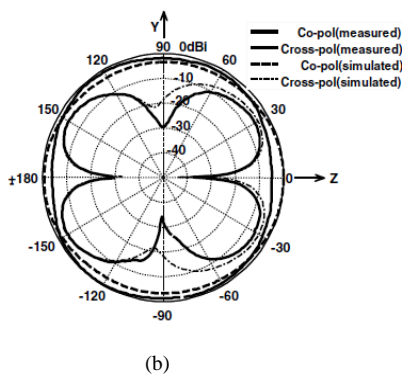 Y
90 0dBi
120
60
Co-pol(measured)
Cross-pol(measured)
Co-pol(simulated)
Cross-pol(simulated)
-10
150
-20
30
-30
-40
±180
0
Z
-150
-30
-120
-60
-90
(b)